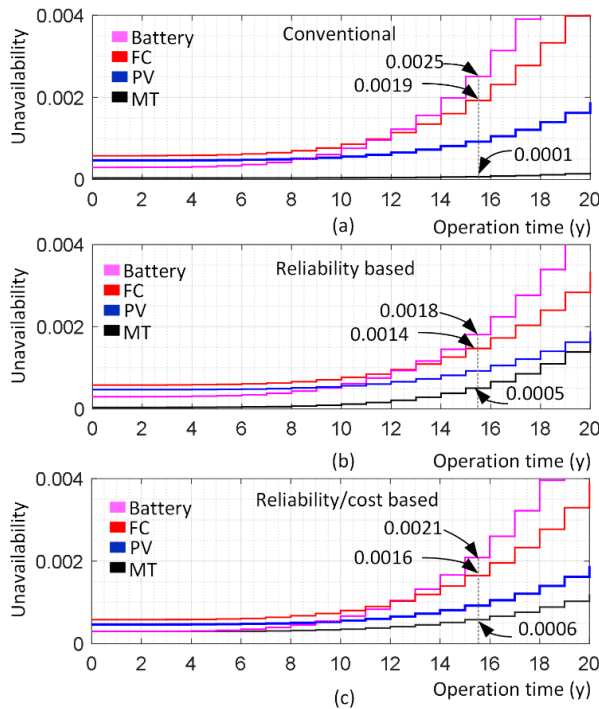 Conventional
Unavailability
0.004
0.002
0
Battery
FC
PV
MT
0.0025
0.0019
0.0001
0 2 4 6 8 10 12 14 16 18 20
(a)
Operation time (y)
Reliability based
Unavailability
0.004
0.002
0
Battery
FC
PV
MT
0.0018
0.0014
0.0005
0 2 4 6 8 10 12 14 16 18 20
(b)
Operation time (y)
Reliability/cost based
Unavailability
0.004
0.002
0
Battery
FC
PV
MT
0.0021
0.0016
0.0006
0 2 4 6 8 10 12 14 16 18 20
(c)
Operation time (y)